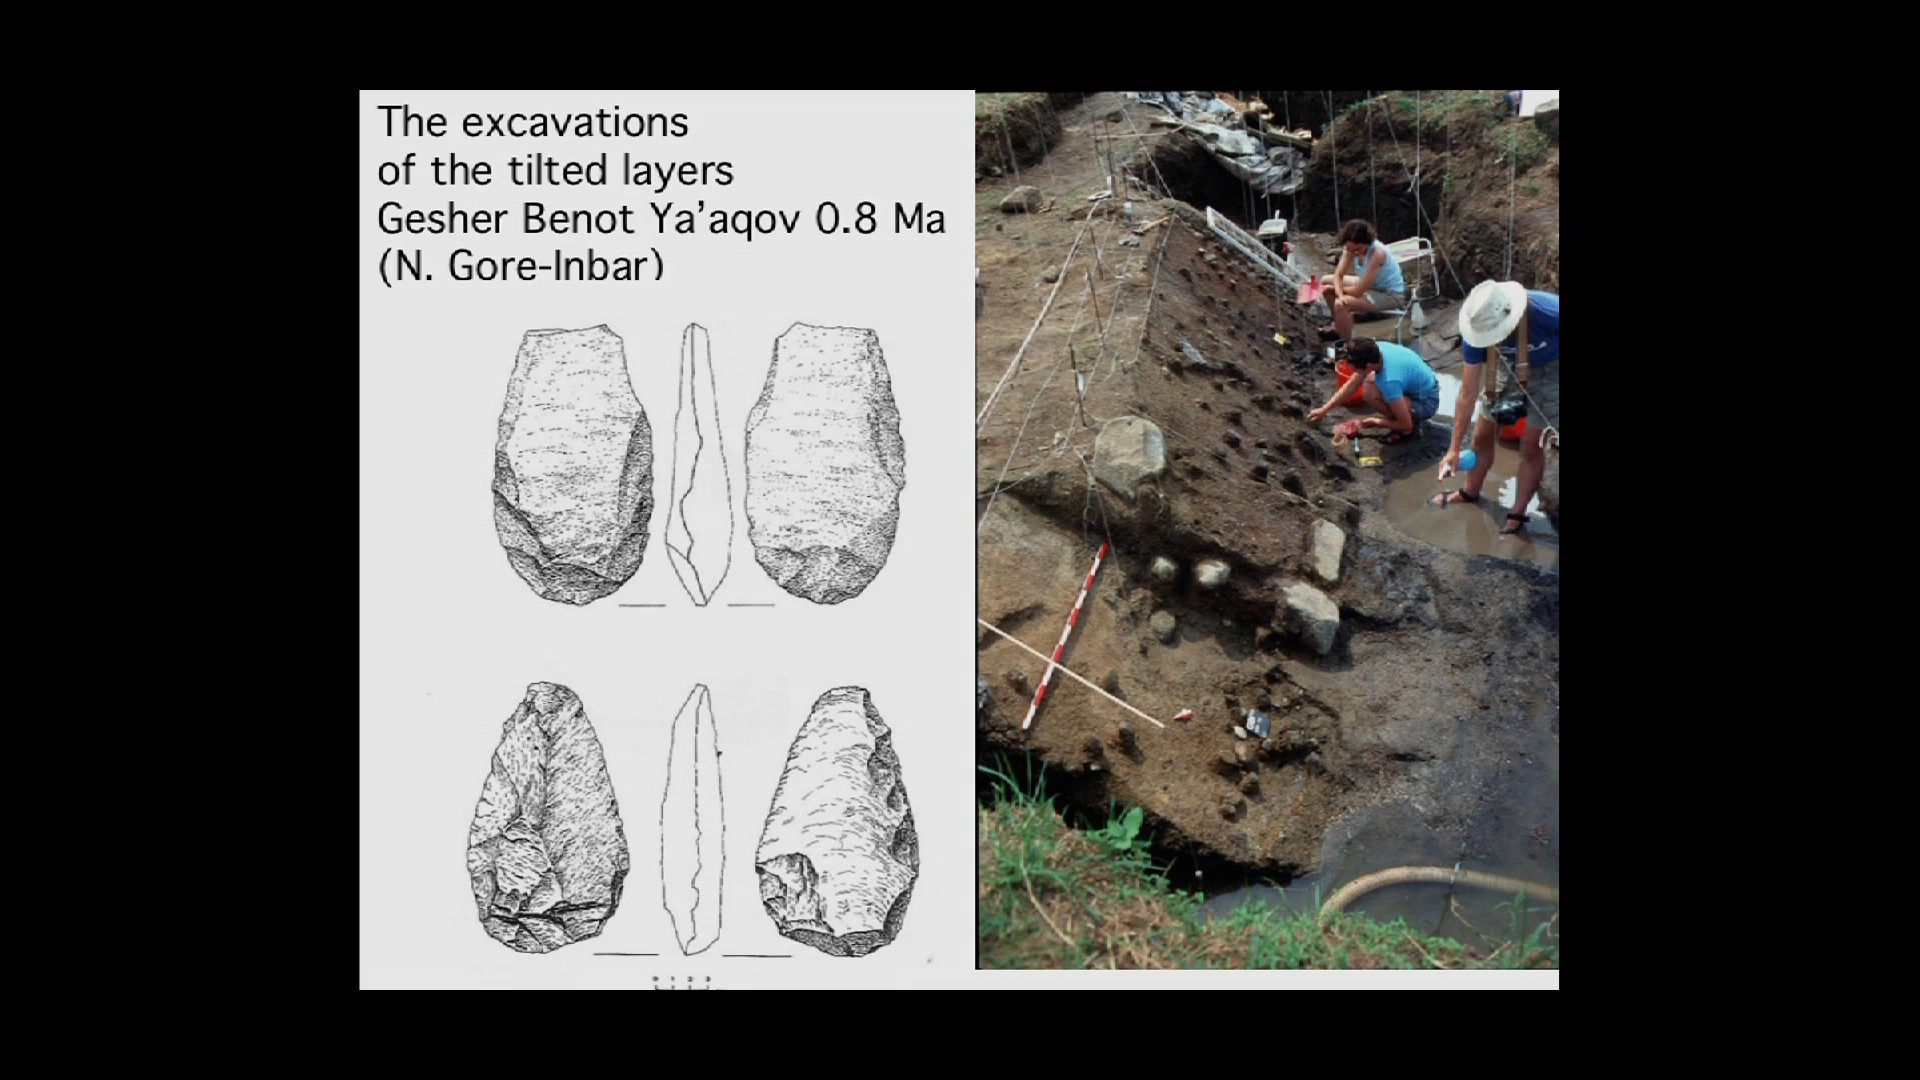 The excavations
of the tilted layers
Gesher Benot Ya’aqov 0.8 Ma
(N. Gore-Inbar)